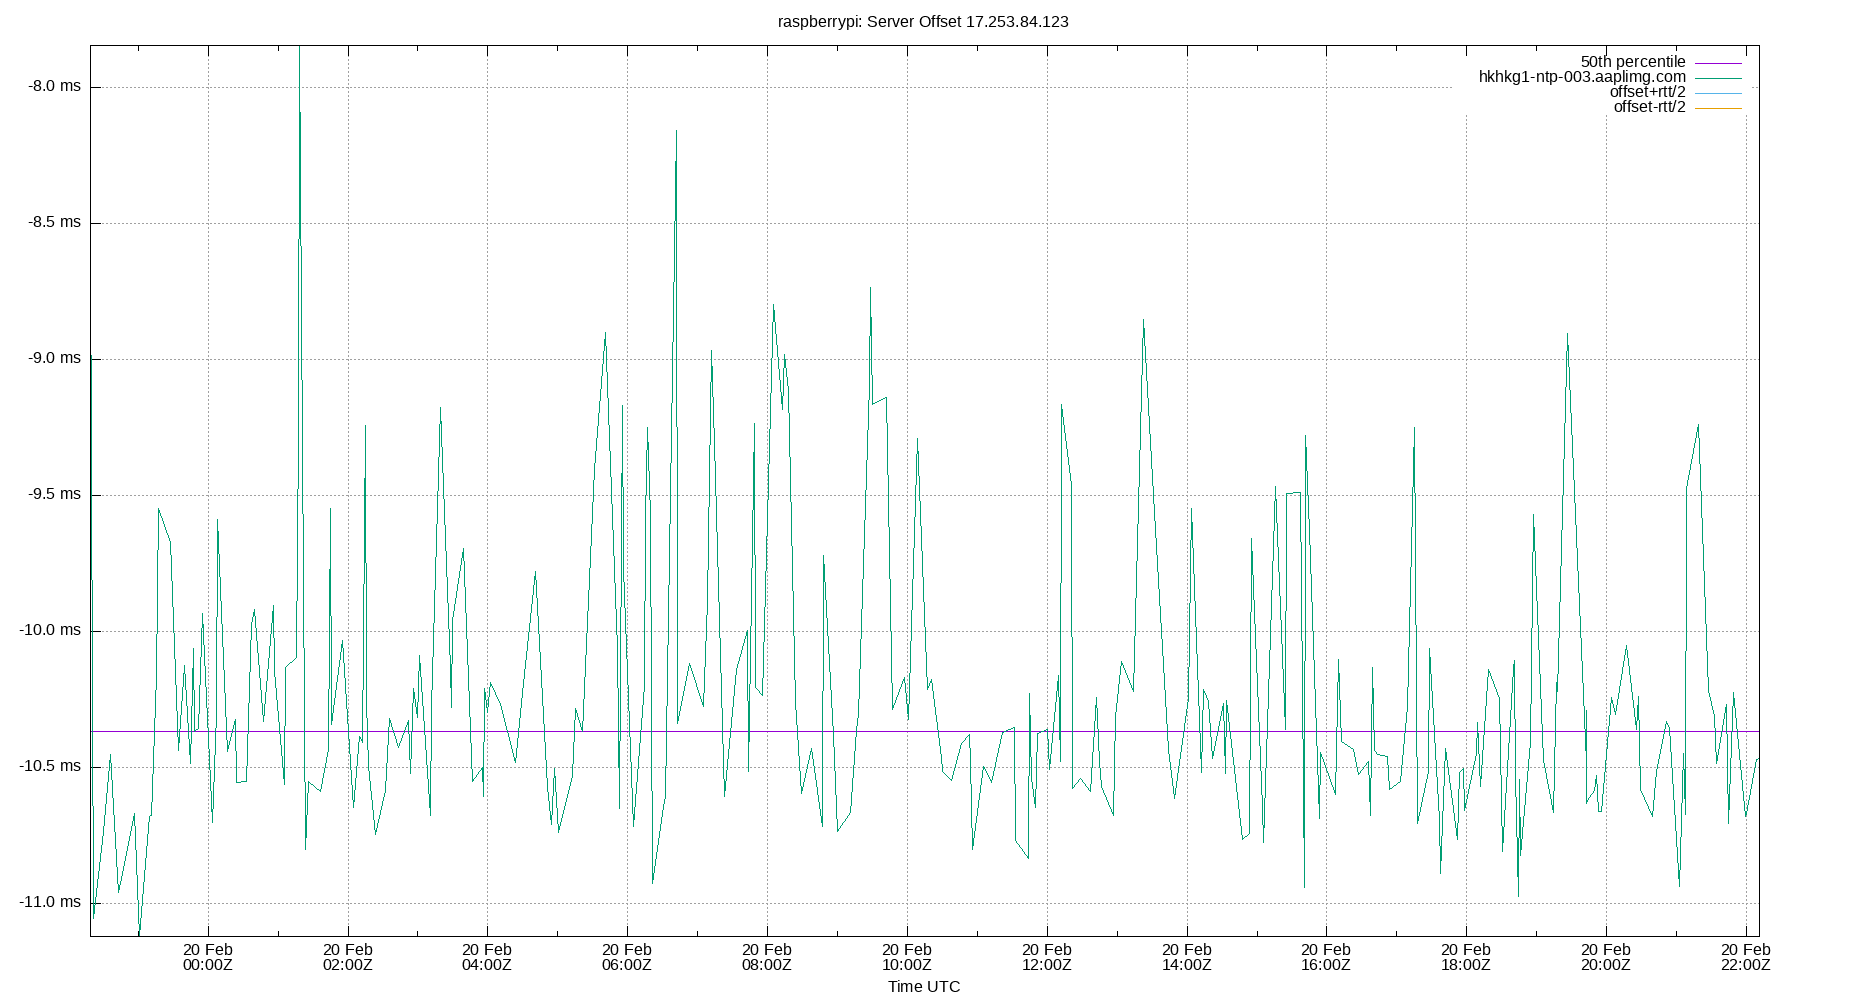 raspberrypi: Server Offset 17.253.84.123
50th percentile
hkhkg1-ntp-003.aaplimg.com
offset+rtt/2
offset-rtt/2
-8.0 ms
-8.5 ms
-9.0 ms
-9.5 ms
-10.0 ms
-10.5 ms
-11.0 ms
20 Feb 20 Feb 20 Feb 20 Feb 20 Feb 20 Feb 20 Feb 20 Feb 20 Feb 20 Feb 20 Feb 20 Feb
00:00Z 02:00Z 04:00Z 06:00Z 08:00Z 10:00Z 12:00Z 14:00Z 16:00Z 18:00Z 20:00Z 22:00Z
Time UTC